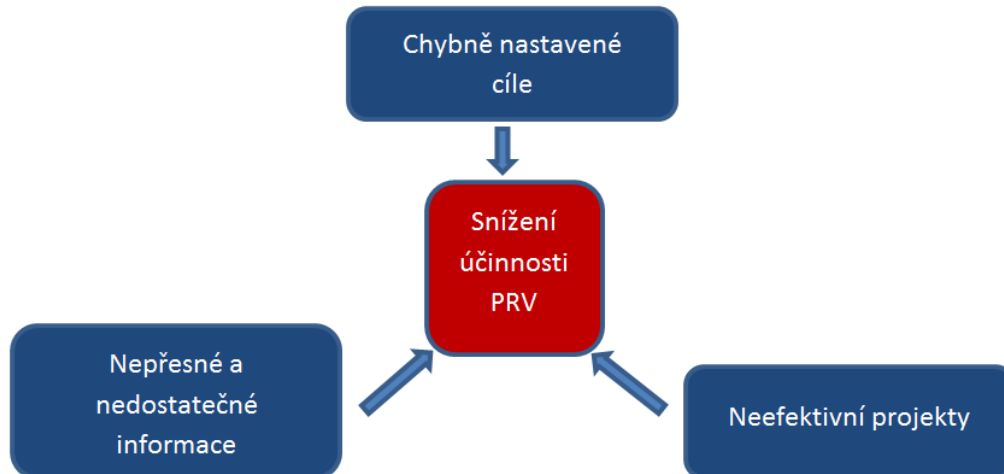 Chybně nastavené
cíle
Snížení
účinnosti
PRV
Nepřesné a
nedostatečné
informace
Neefektivní projekty